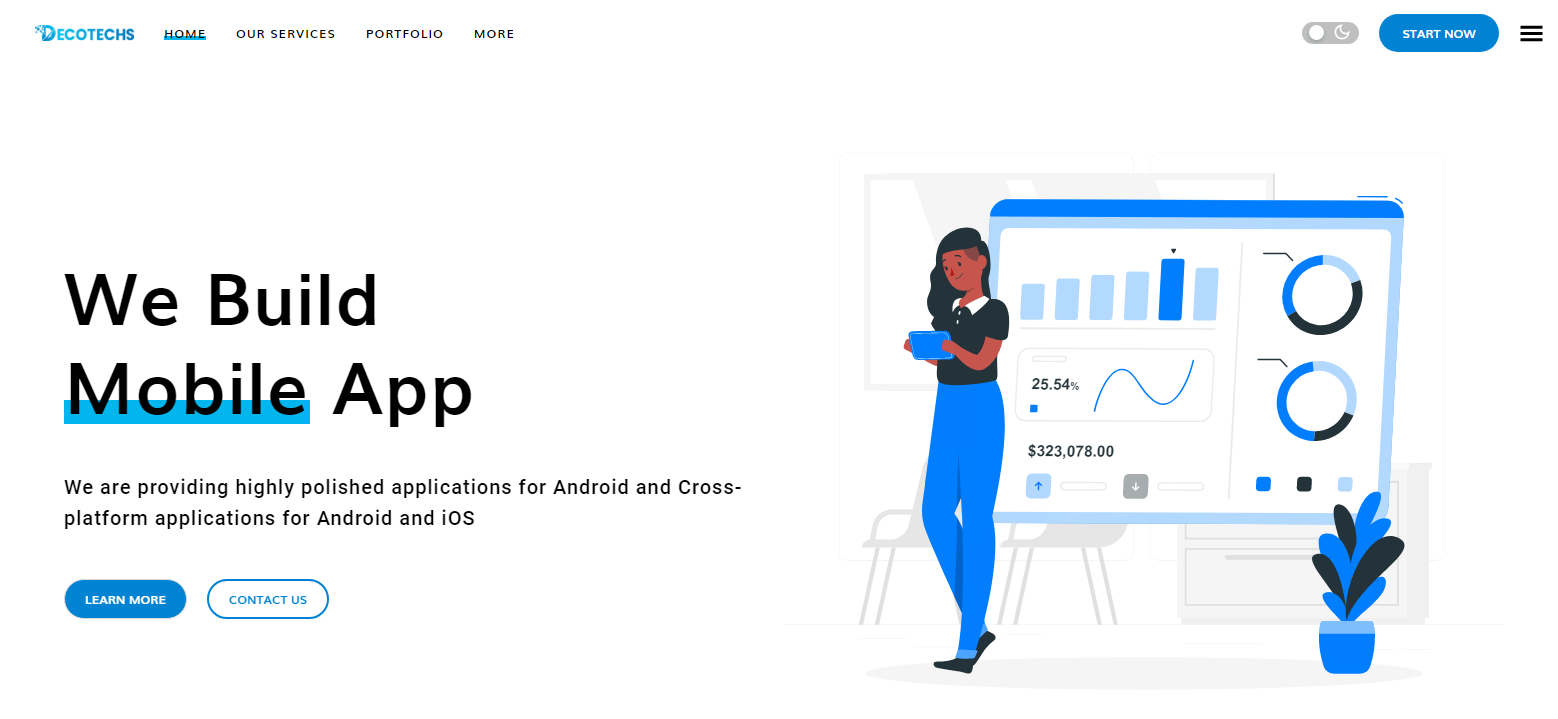 DECOTECHS
HOME
OUR SERVICES
PORTFOLIO
MORE
START NOW
We Build
Mobile App
We are providing highly polished applications for Android and Cross-
platform applications for Android and iOS
LEARN MORE
CONTACT US
25.54%
$323,078.00